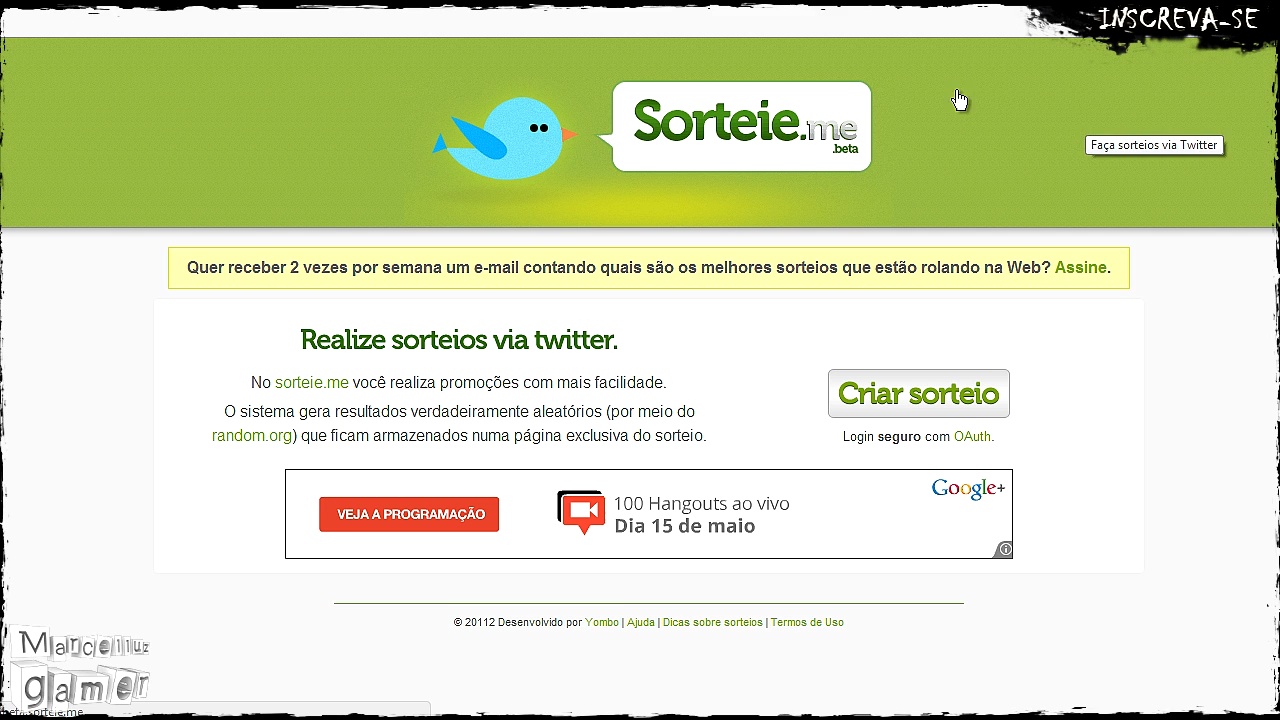 INSCREVA-SE
Sorteie.me
.beta
Faça sorteios via Twitter
Quer receber 2 vezes por semana um e-mail contando quais são os melhores sorteios que estão rolando na Web? Assine.
Realize sorteios via twitter.
No sorteie.me você realiza promoções com mais facilidade.
O sistema gera resultados verdadeiramente aleatórios (por meio do
random.org) que ficam armazenados numa página exclusiva do sorteio.
Criar sorteio
Login seguro com OAuth.
VEJA A PROGRAMAÇÃO
100 Hangouts ao vivo
Dia 15 de maio
Google+
© 20112 Desenvolvido por Yombo | Ajuda | Dicas sobre sorteios | Termos de Uso
Marcelluz
gamer
sorteie.me